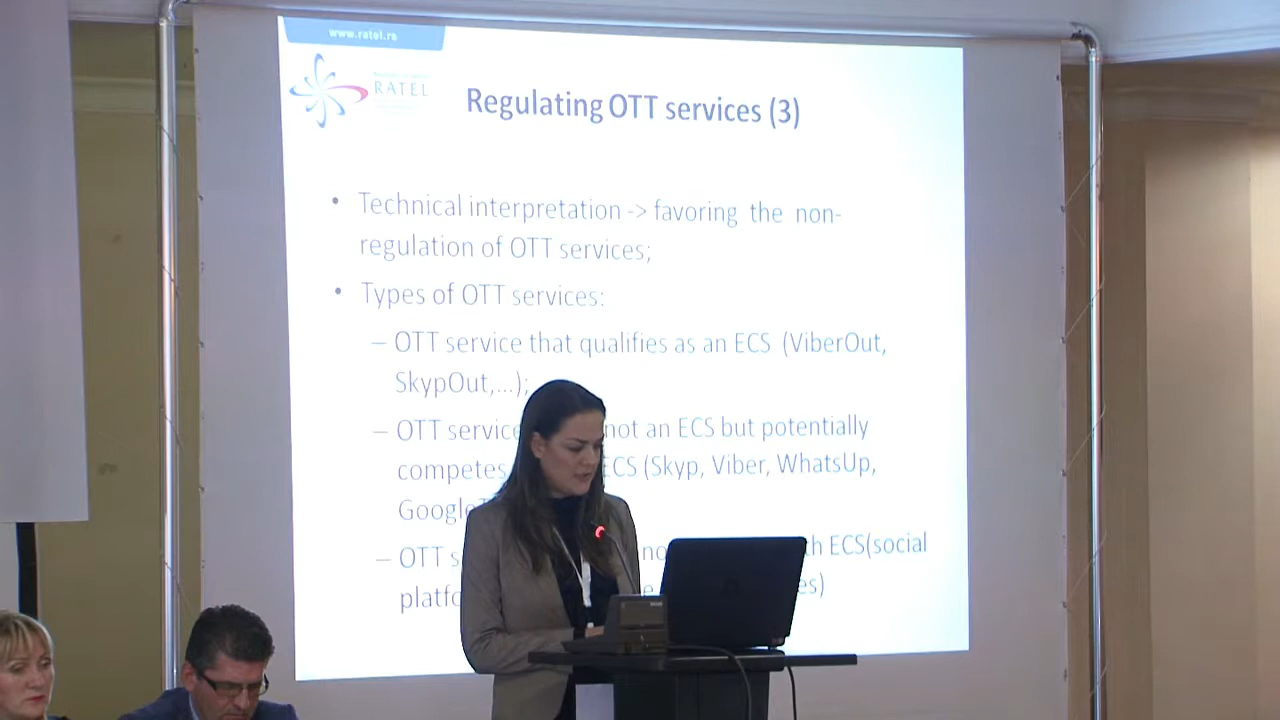 www.ratel.rs
RATEL
Regulating OTT services (3)
• Technical interpretation -> favoring the non-
regulation of OTT services;
• Types of OTT services:
– OTT service that qualifies as an ECS (ViberOut,
SkypOut,...);
– OTT service not an ECS but potentially
competes ECS (Skyp, Viber, WhatsUp,
Google
– OTT s ECS(social